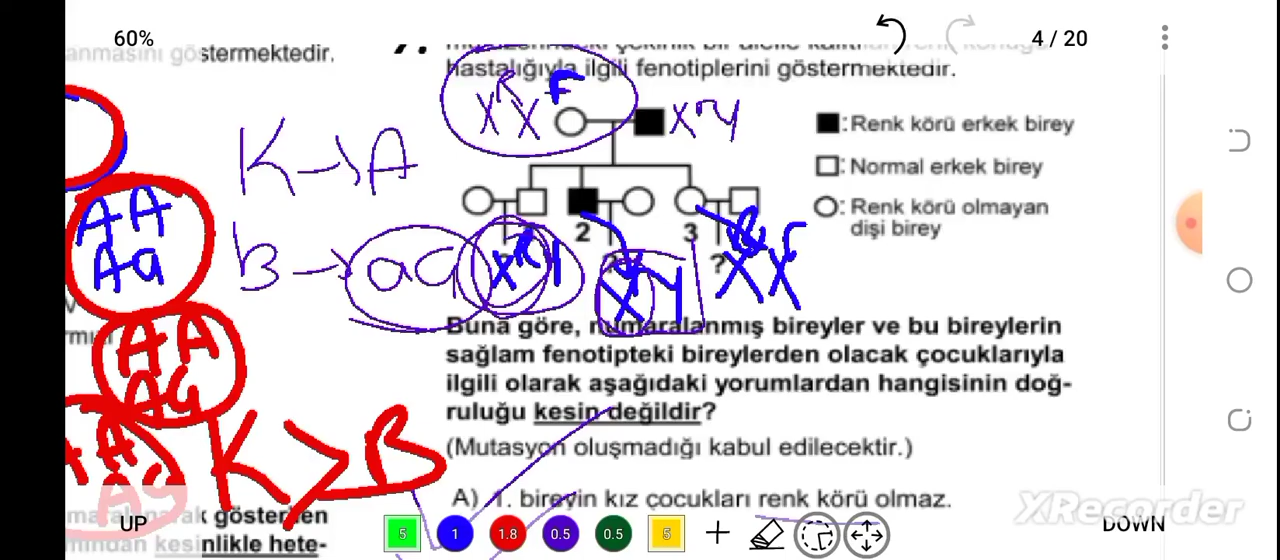 60%
4 / 20
anmasını göstermektedir.
hastalığıyla ilgili fenotiplerini göstermektedir.
X^R X^r
X^r Y
■: Renk körü erkek birey
□: Normal erkek birey
○: Renk körü olmayan
dişi birey
K → A
B → aa
AA
Aa
2
3
X^R Y
X^r Y
?
X^R X^r
AA
K > B
Buna göre, numaralanmış bireyler ve bu bireylerin
sağlam fenotipteki bireylerden olacak çocuklarıyla
ilgili olarak aşağıdaki yorumlardan hangisinin doğ-
ruluğu kesin değildir?
(Mutasyon oluşmadığı kabul edilecektir.)
A) 1. bireyin kız çocukları renk körü olmaz.
gösterilen
kesinlikle hete-
UP
5
1
1.8
0.5
0.5
5
DOWN
XRecorder